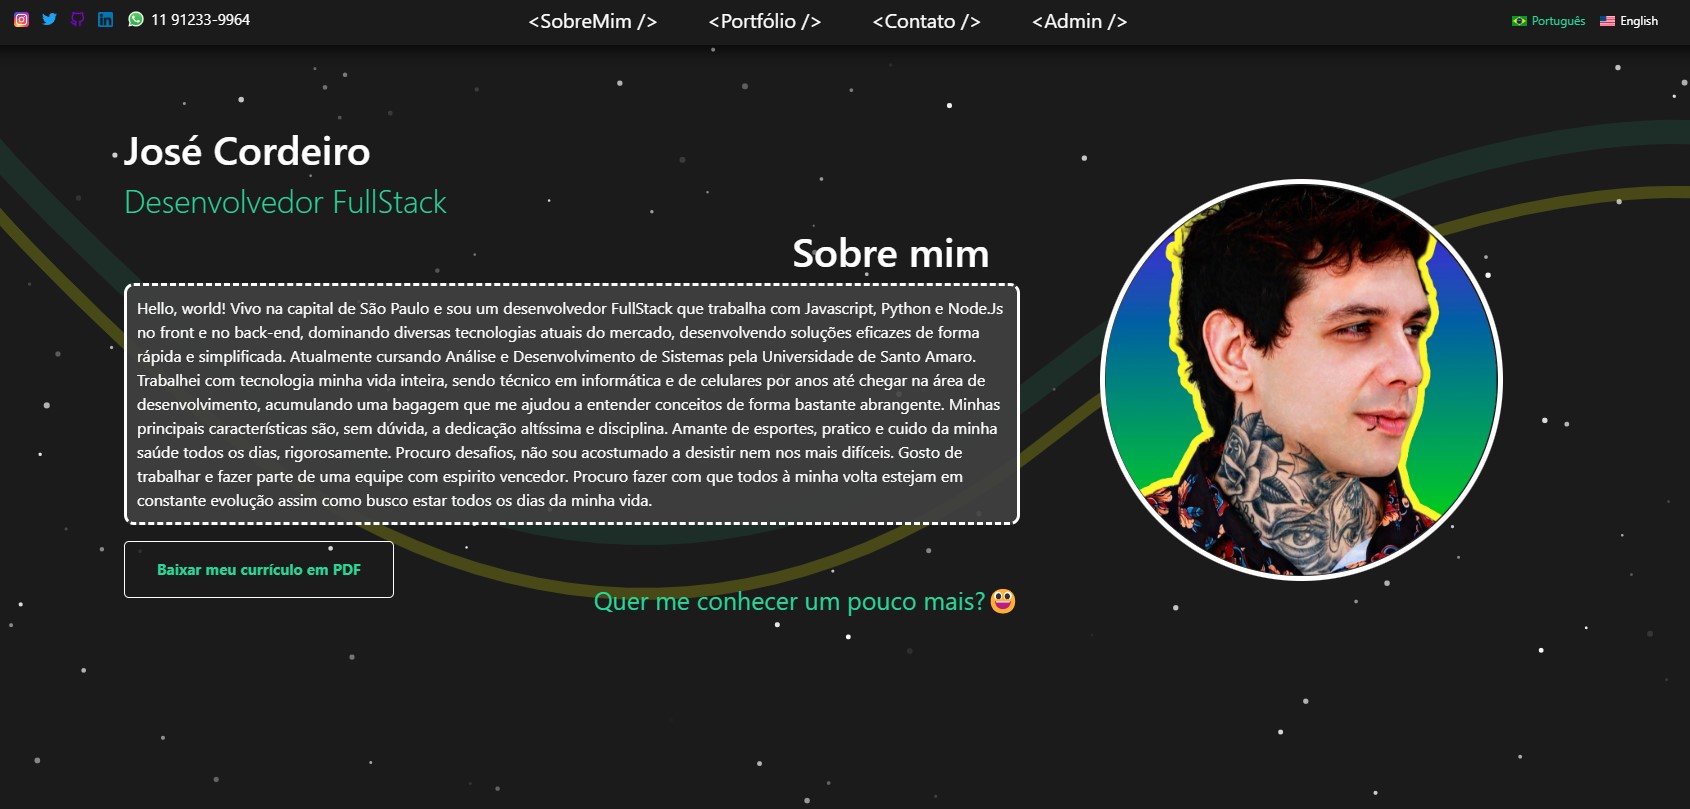 11 91233-9964
<SobreMim />
<Portfólio />
<Contato />
<Admin />
Português
English
José Cordeiro
Desenvolvedor FullStack
Sobre mim
Hello, world! Vivo na capital de São Paulo e sou um desenvolvedor FullStack que trabalha com Javascript, Python e Node.Js
no front e no back-end, dominando diversas tecnologias atuais do mercado, desenvolvendo soluções eficazes de forma
rápida e simplificada. Atualmente cursando Análise e Desenvolvimento de Sistemas pela Universidade de Santo Amaro.
Trabalhei com tecnologia minha vida inteira, sendo técnico em informática e de celulares por anos até chegar na área de
desenvolvimento, acumulando uma bagagem que me ajudou a entender conceitos de forma bastante abrangente. Minhas
principais características são, sem dúvida, a dedicação altíssima e disciplina. Amante de esportes, pratico e cuido da minha
saúde todos os dias, rigorosamente. Procuro desafios, não sou acostumado a desistir nem nos mais difíceis. Gosto de
trabalhar e fazer parte de uma equipe com espirito vencedor. Procuro fazer com que todos à minha volta estejam em
constante evolução assim como busco estar todos os dias da minha vida.
Baixar meu currículo em PDF
Quer me conhecer um pouco mais?